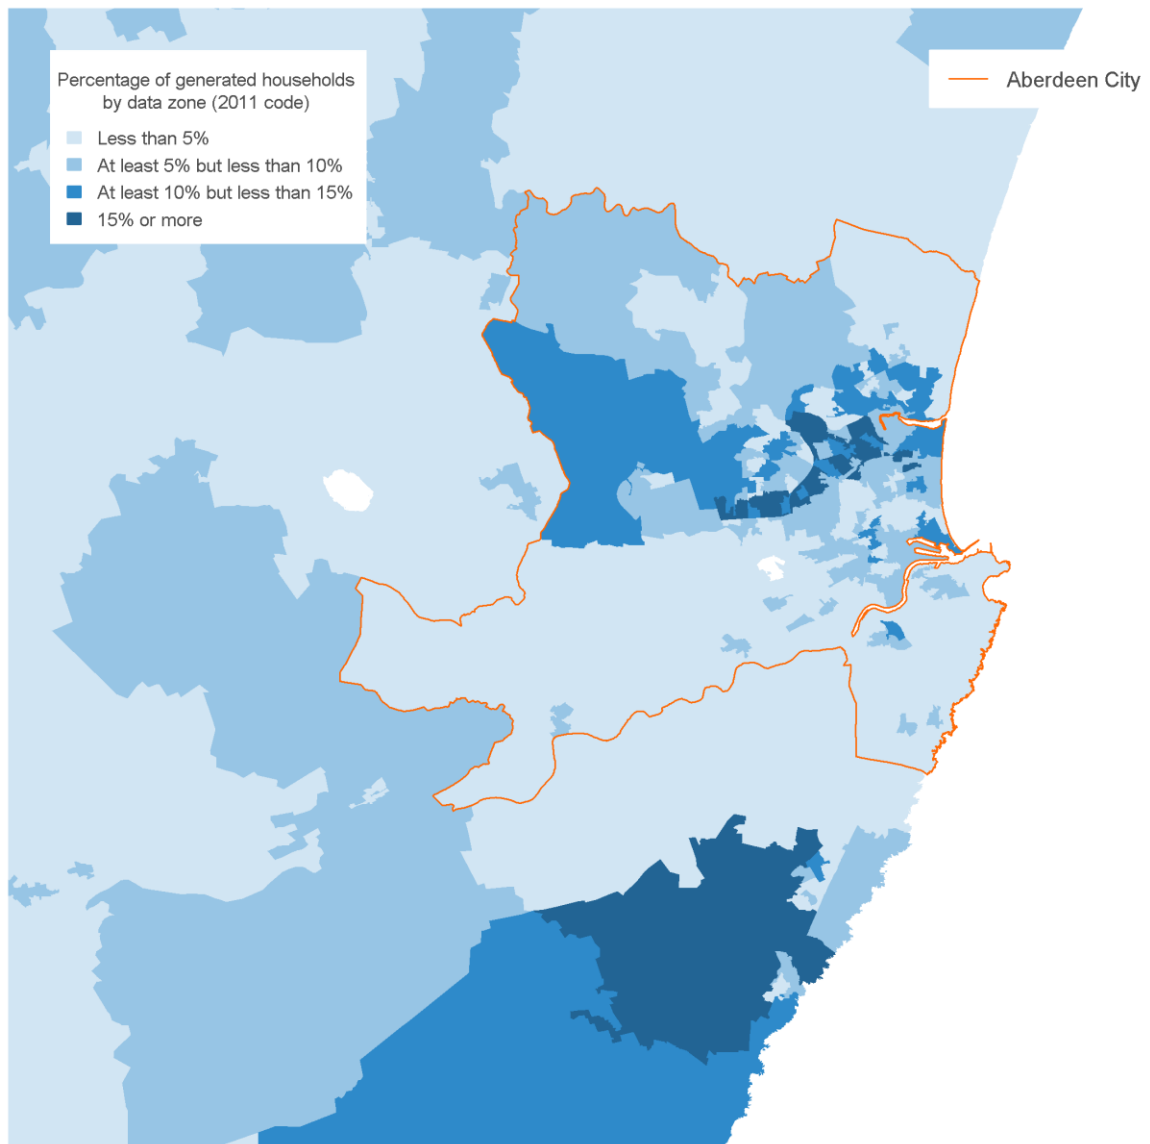 Percentage of generated households
by data zone (2011 code)
Less than 5%
At least 5% but less than 10%
At least 10% but less than 15%
15% or more
Aberdeen City